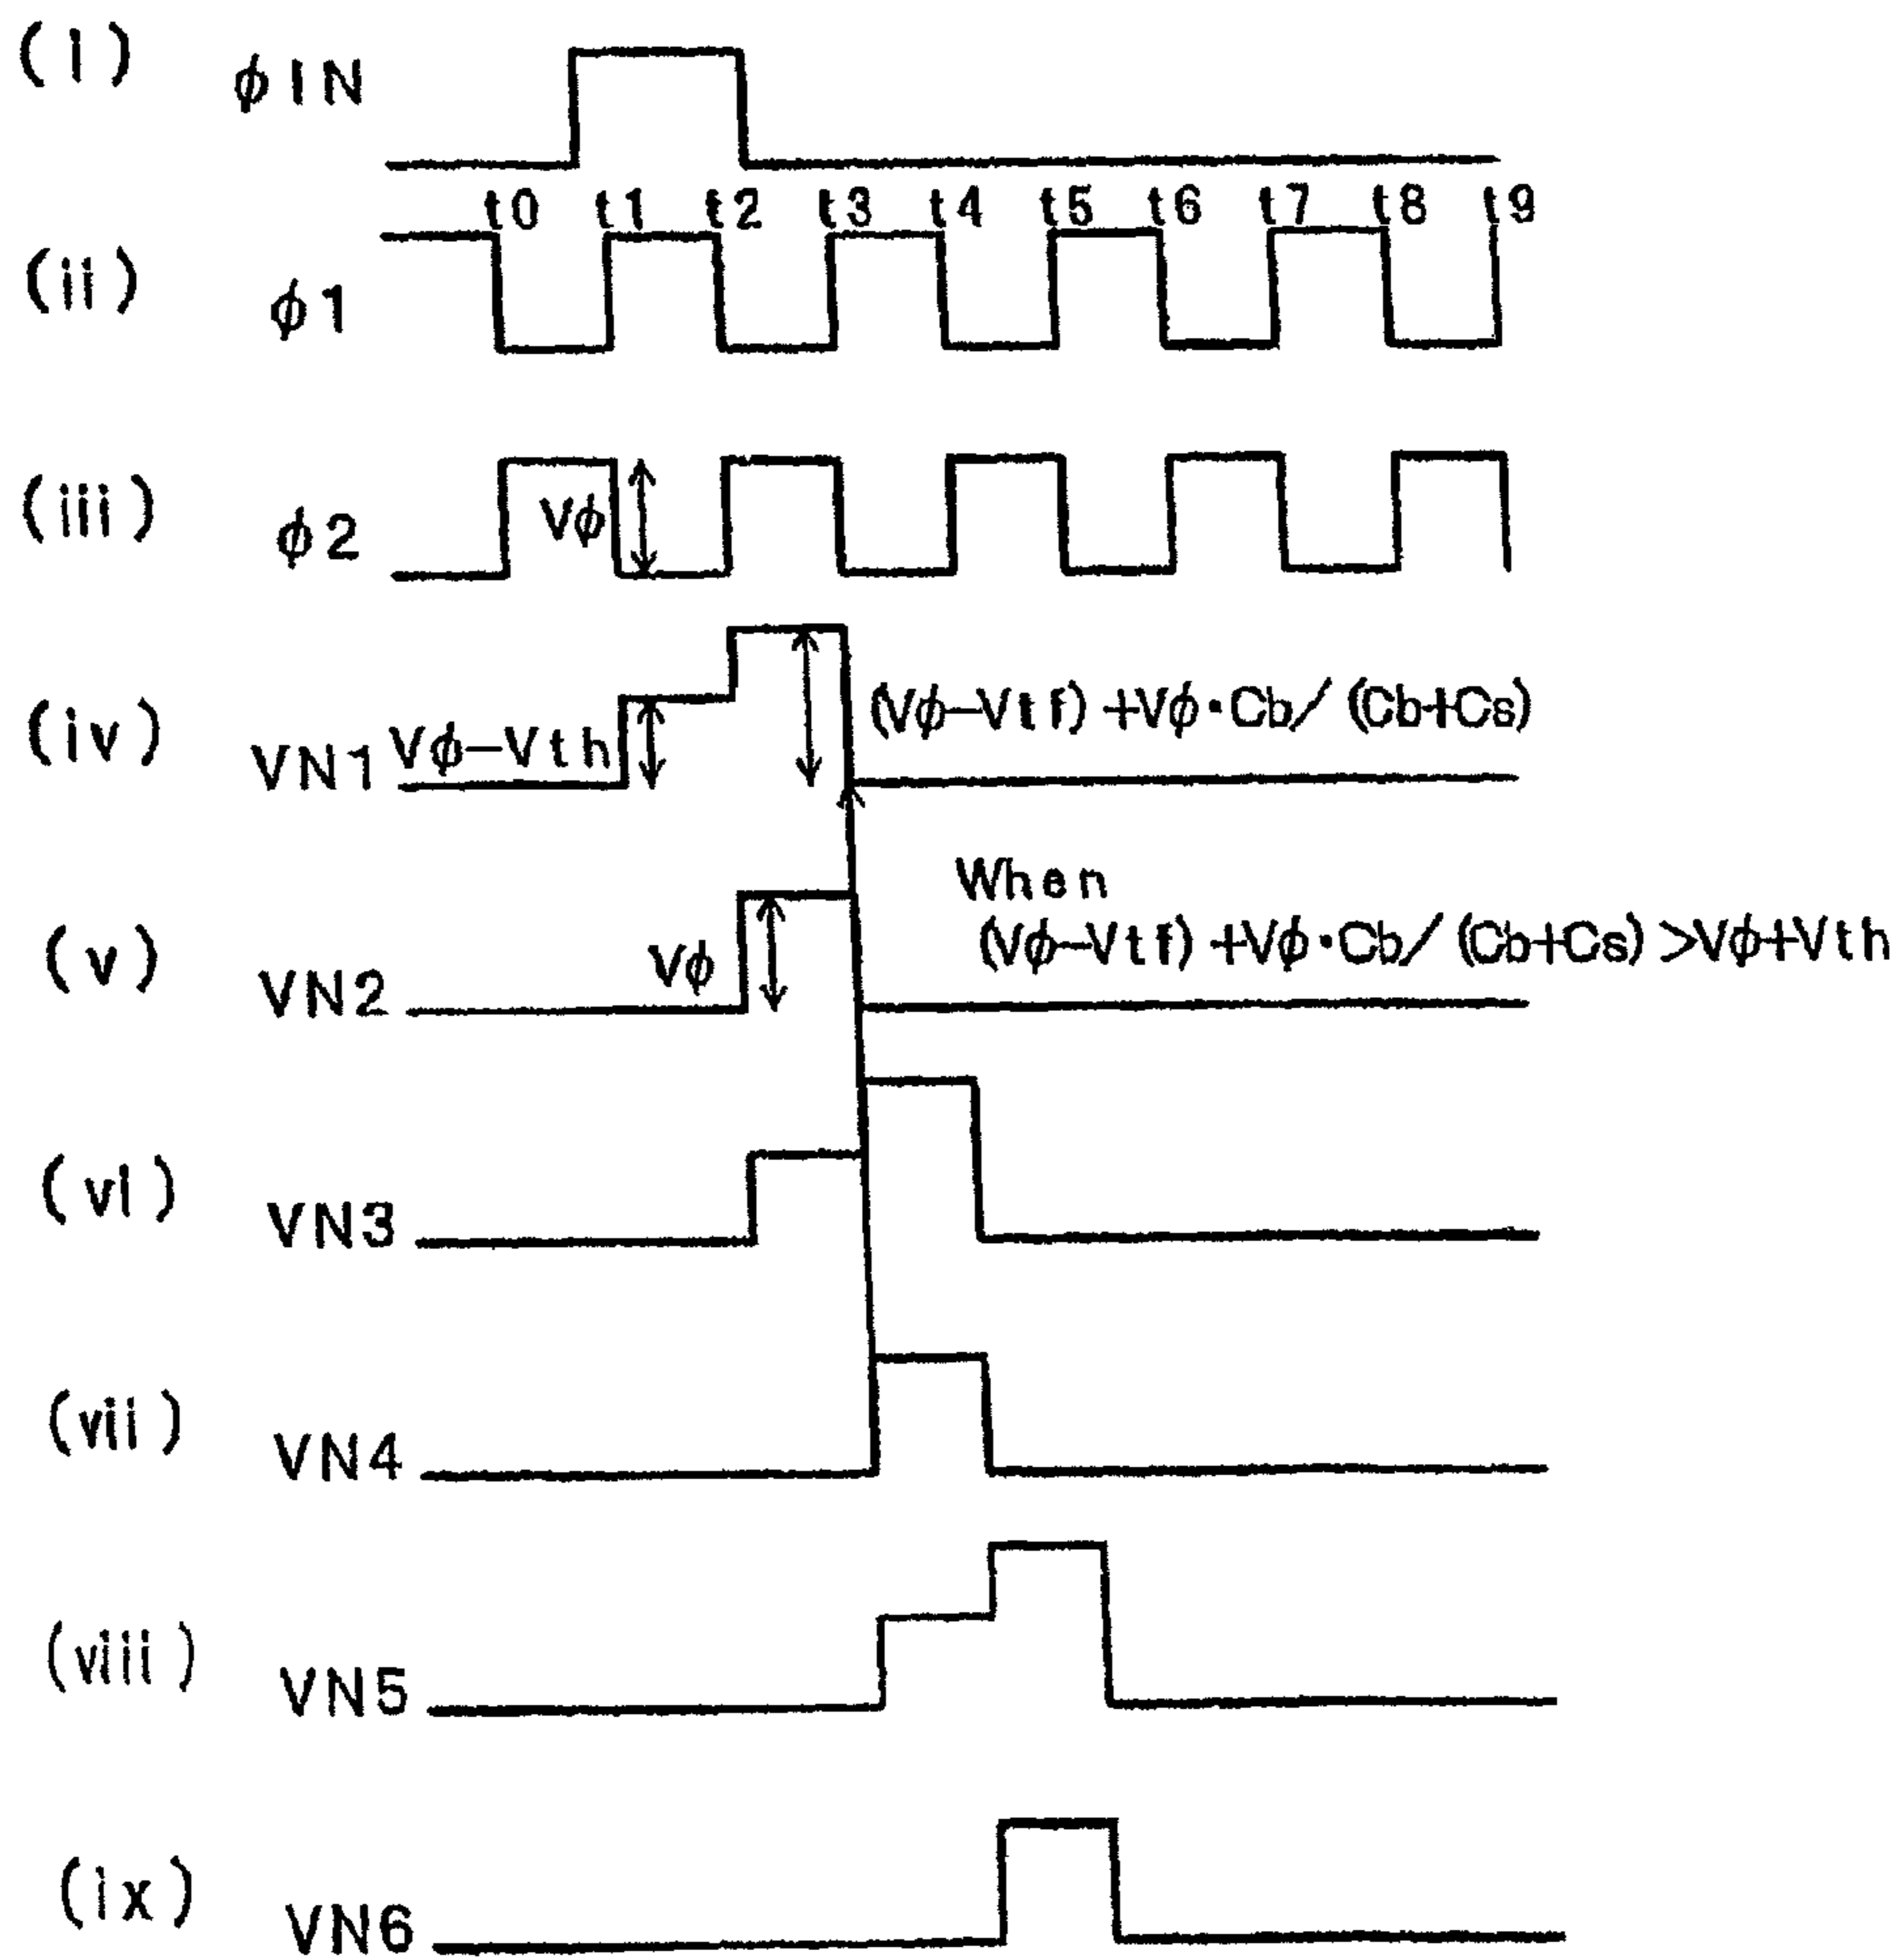 (i) φIN
t0 t1 t2 t3 t4 t5 t6 t7 t8 t9
(ii) φ1
(iii) φ2 Vφ
(iv) VN1 Vφ-Vth (Vφ-Vtf)+Vφ·Cb/(Cb+Cs)
When
(v) VN2 Vφ (Vφ-Vtf)+Vφ·Cb/(Cb+Cs)>Vφ+Vth
(vi) VN3
(vii) VN4
(viii) VN5
(ix) VN6